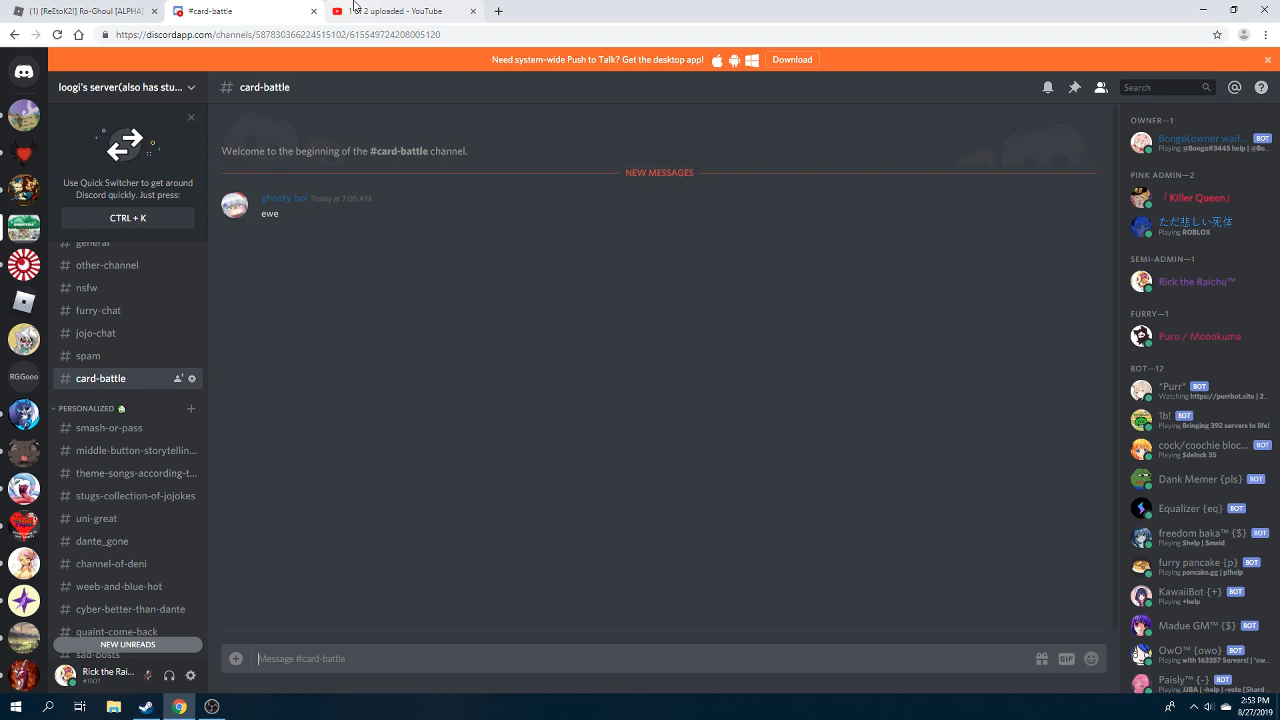 (1) [REEtoK2!] Ro-Ghoul [ALPHA]
#card-battle
2 uploaded - YouTube
https://discordapp.com/channels/587830366224515102/615549724208005120
Need system-wide Push to Talk? Get the desktop app!
Download
loogi's server(also has stu...
card-battle
Search
Use Quick Switcher to get around
Discord quickly. Just press:
CTRL + K
general
other-channel
nsfw
furry-chat
jojo-chat
spam
card-battle
PERSONALIZED
smash-or-pass
middle-button-storytellin...
theme-songs-according-t...
stugs-collection-of-jojokes
uni-great
dante_gone
channel-of-deni
weeb-and-blue-hot
cyber-better-than-dante
quaint-come-back
NEW UNREADS
sad-boosts
Rick the Rai...
#1507
RGGooo
Welcome to the beginning of the #card-battle channel.
NEW MESSAGES
ghosty boi Today at 7:05 AM
ewe
Message #card-battle
GIF
OWNER—1
Bongo(owner waif... BOT
Playing @Bongo#3445 help | @Bo...
PINK ADMIN—2
「Killer Queen」
ただ悲しい死体
Playing ROBLOX
SEMI-ADMIN—1
Rick the Raichu™
FURRY—1
Puro / Monokuma
BOT—12
*Purr* BOT
Watching https://purrbot.site | 2...
1b! BOT
Playing Bringing 392 servers to life!
cock/coochie bloc... BOT
Playing $delock 35
Dank Memer {pls} BOT
Equalizer {eq} BOT
freedom baka™ {$} BOT
Playing $help | $maid
furry pancake {p} BOT
Playing pancake.gg | p!help
KawaiiBot {+} BOT
Playing +help
Madue GM™ {$} BOT
OwO™ {owo} BOT
Playing with 163357 Servers! | 'ow...
Paisly™ {-} BOT
Playing JJBA | -help | -vote [Shard...
2:53 PM
8/27/2019